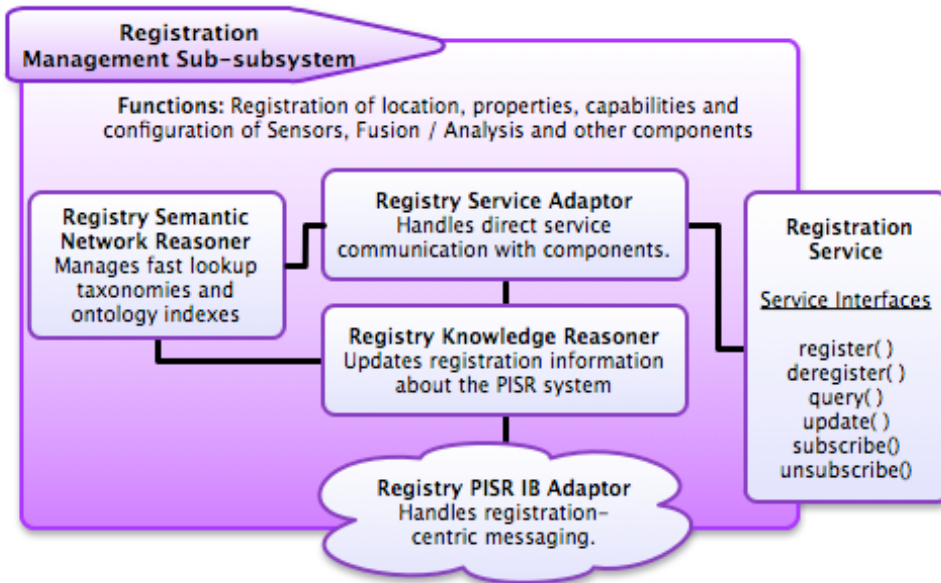 Registration
Management Sub-subsystem
Functions: Registration of location, properties, capabilities and
configuration of Sensors, Fusion / Analysis and other components
Registry Semantic
Network Reasoner
Manages fast lookup
taxonomies and
ontology indexes
Registry Service Adaptor
Handles direct service
communication with components.
Registry Knowledge Reasoner
Updates registration information
about the PISR system
Registry PISR IB Adaptor
Handles registration-
centric messaging.
Registration
Service
Service Interfaces
register( )
deregister( )
query( )
update( )
subscribe()
unsubscribe()